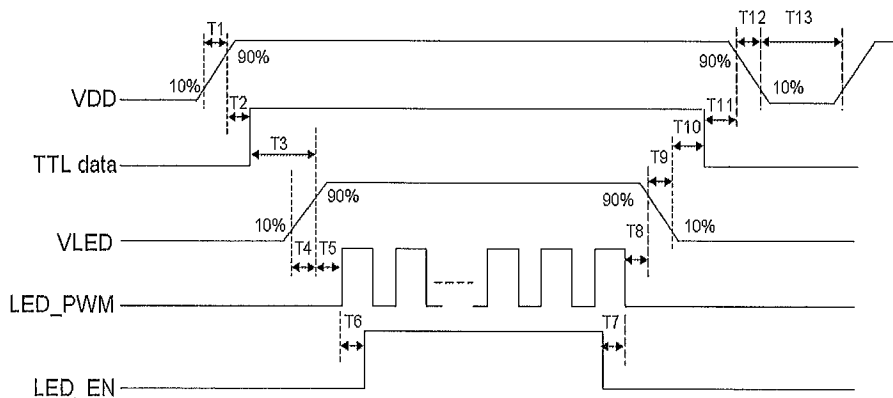 T1
T12 T13
90%
90%
10%
10%
VDD
T2
T11
T3
T10
TTL data
T9
90%
90%
10%
10%
VLED
T4 T5
T8
LED_PWM
T6
T7
LED_EN